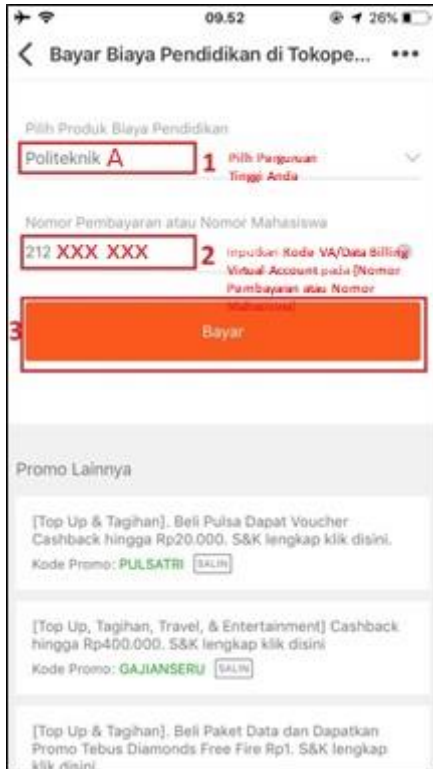 09.52
26%
Bayar Biaya Pendidikan di Tokope...
Pilih Produk Biaya Pendidikan
Politeknik A
1
Pilih Perguruan
Tinggi Anda
Nomor Pembayaran atau Nomor Mahasiswa
212 XXX XXX
2
Inputkan Kode VA/Data Billing
Virtual Account pada (Nomor
Pembayaran atau Nomor
Mahasiswa)
3
Bayar
Promo Lainnya
[Top Up & Tagihan]. Beli Pulsa Dapat Voucher
Cashback hingga Rp20.000. S&K lengkap klik disini.
Kode Promo: PULSATRI SALIN
[Top Up, Tagihan, Travel, & Entertainment] Cashback
hingga Rp400.000. S&K lengkap klik disini
Kode Promo: GAJIANSERU SALIN
[Top Up & Tagihan]. Beli Paket Data dan Dapatkan
Promo Tebus Diamonds Free Fire Rp1. S&K lengkap
klik disini